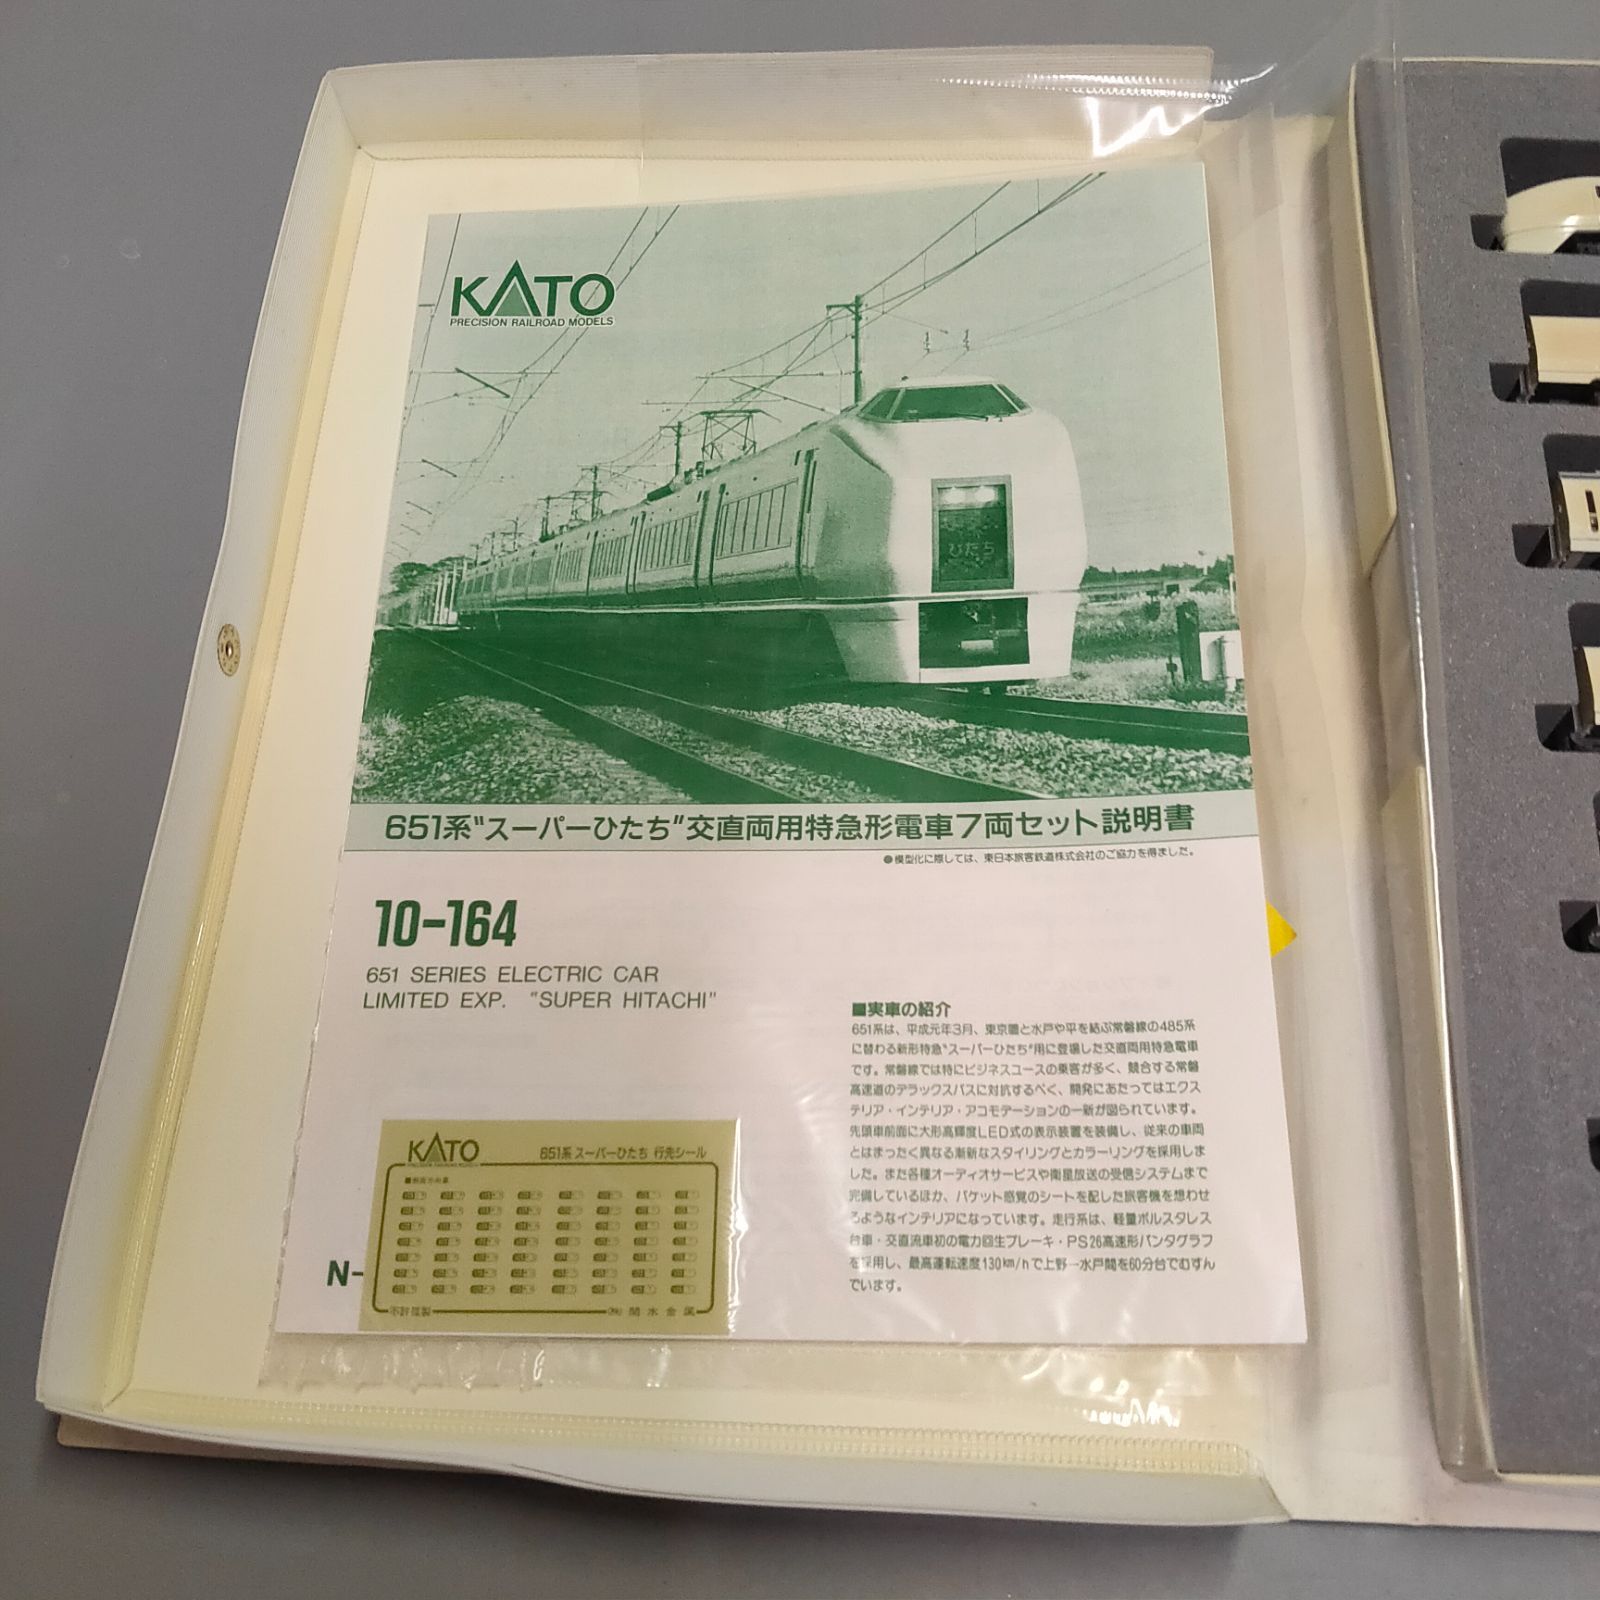 KATO
PRECISION RAILROAD MODELS
ひたち
651系"スーパーひたち"交直両用特急形電車7両セット説明書
●模型化に際しては、東日本旅客鉄道株式会社のご協力を得ました。
10-164
651 SERIES ELECTRIC CAR
LIMITED EXP. "SUPER HITACHI"
■実車の紹介
651系は、平成元年3月、東京圏と水戸や平を結ぶ常磐線の485系
に替わる新形特急"スーパーひたち"用に登場した交直両用特急電車
です。常磐線では特にビジネスユースの乗客が多く、競合する常磐
高速道のデラックスバスに対抗するべく、開発にあたってはエクス
テリア・インテリア・アコモデーションの一新が図られています。
先頭車前面に大形高輝度LED式の表示装置を装備し、従来の車両
とはまったく異なる漸新なスタイリングとカラーリングを採用しま
した。また各種オーディオサービスや衛星放送の受信システムまで
完備しているほか、バケット感覚のシートを配した旅客機を想わせ
るようなインテリアになっています。走行系は、軽量ボルスタレス
台車・交直流車初の電力回生ブレーキ・PS26高速形パンタグラフ
を採用し、最高運転速度130km/hで上野ー水戸間を60分台でむすん
でいます。
KATO
PRECISION RAILROAD MODELS
651系 スーパーひたち 行先シール
不許複製
㈱ 関水金属
N-